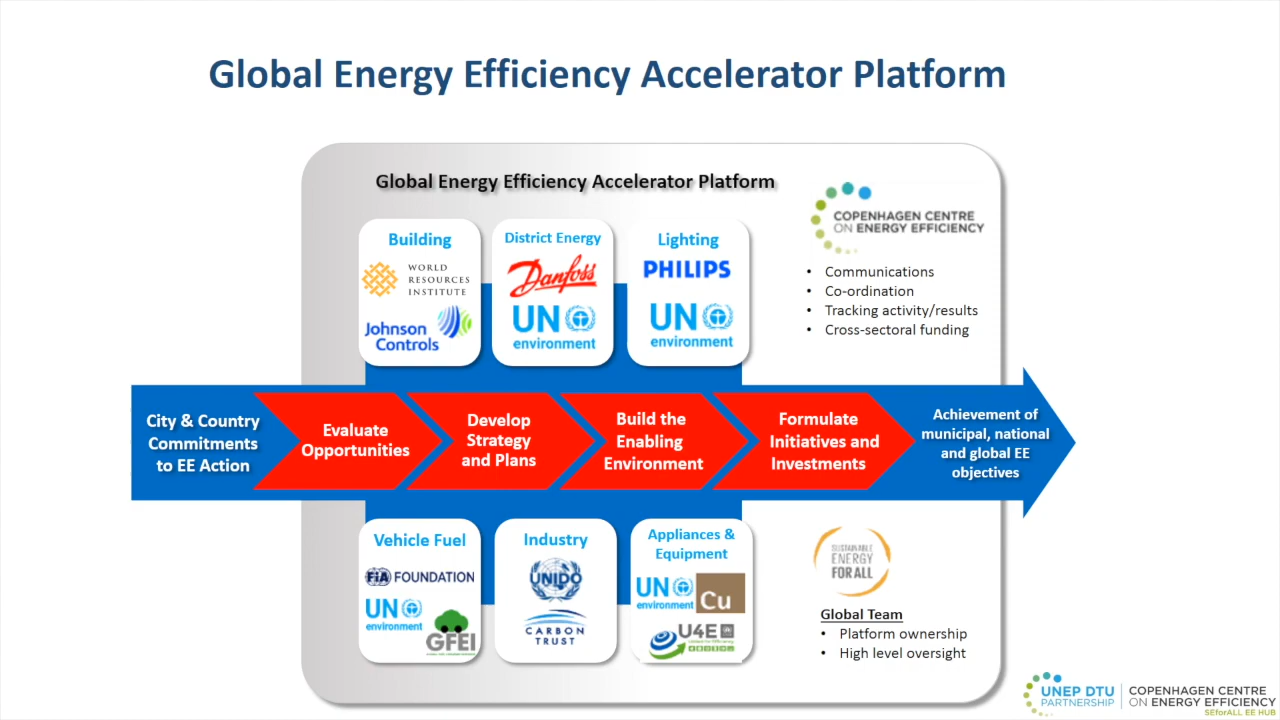 Global Energy Efficiency Accelerator Platform
Global Energy Efficiency Accelerator Platform
Building
WORLD
RESOURCES
INSTITUTE
Johnson
Controls
District Energy
Danfoss
UN
environment
Lighting
PHILIPS
UN
environment
COPENHAGEN CENTRE
ON ENERGY EFFICIENCY
• Communications
• Co-ordination
• Tracking activity/results
• Cross-sectoral funding
City & Country
Commitments
to EE Action
Evaluate
Opportunities
Develop
Strategy
and Plans
Build the
Enabling
Environment
Formulate
Initiatives and
Investments
Achievement of
municipal, national
and global EE
objectives
Vehicle Fuel
FiA FOUNDATION
UN
environment
GFEI
Industry
UNIDO
CARBON
TRUST
Appliances &
Equipment
UN
environment
Cu
U4E
SUSTAINABLE
ENERGY
FOR ALL
Global Team
• Platform ownership
• High level oversight
UNEP DTU
PARTNERSHIP
COPENHAGEN CENTRE
ON ENERGY EFFICIENCY
SEforALL EE HUB